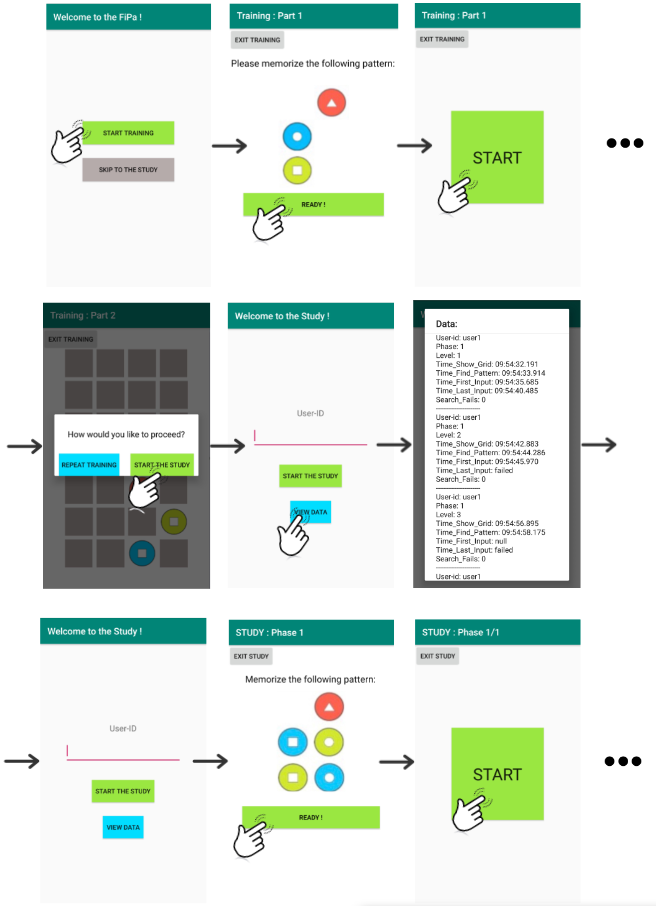 Welcome to the FiPa !
START TRAINING
SKIP TO THE STUDY
Training : Part 1
EXIT TRAINING
Please memorize the following pattern:
READY !
Training : Part 1
EXIT TRAINING
START
Training : Part 2
EXIT TRAINING
How would you like to proceed?
REPEAT TRAINING
START THE STUDY
Welcome to the Study !
User-ID
START THE STUDY
VIEW DATA
W
Data:
User-id: user1
Phase: 1
Level: 1
Time_Show_Grid: 09:54:32.191
Time_Find_Pattern: 09:54:33.914
Time_First_Input: 09:54:35.685
Time_Last_Input: 09:54:40.485
Search_Fails: 0
--------------------
User-id: user1
Phase: 1
Level: 2
Time_Show_Grid: 09:54:42.883
Time_Find_Pattern: 09:54:44.286
Time_First_Input: 09:54:45.970
Time_Last_Input: failed
Search_Fails: 0
--------------------
User-id: user1
Phase: 1
Level: 3
Time_Show_Grid: 09:54:56.895
Time_Find_Pattern: 09:54:58.175
Time_First_Input: null
Time_Last_Input: failed
Search_Fails: 0
--------------------
User-id: user1
Welcome to the Study !
User-ID
START THE STUDY
VIEW DATA
STUDY : Phase 1
EXIT STUDY
Memorize the following pattern:
READY !
STUDY : Phase 1/1
EXIT STUDY
START